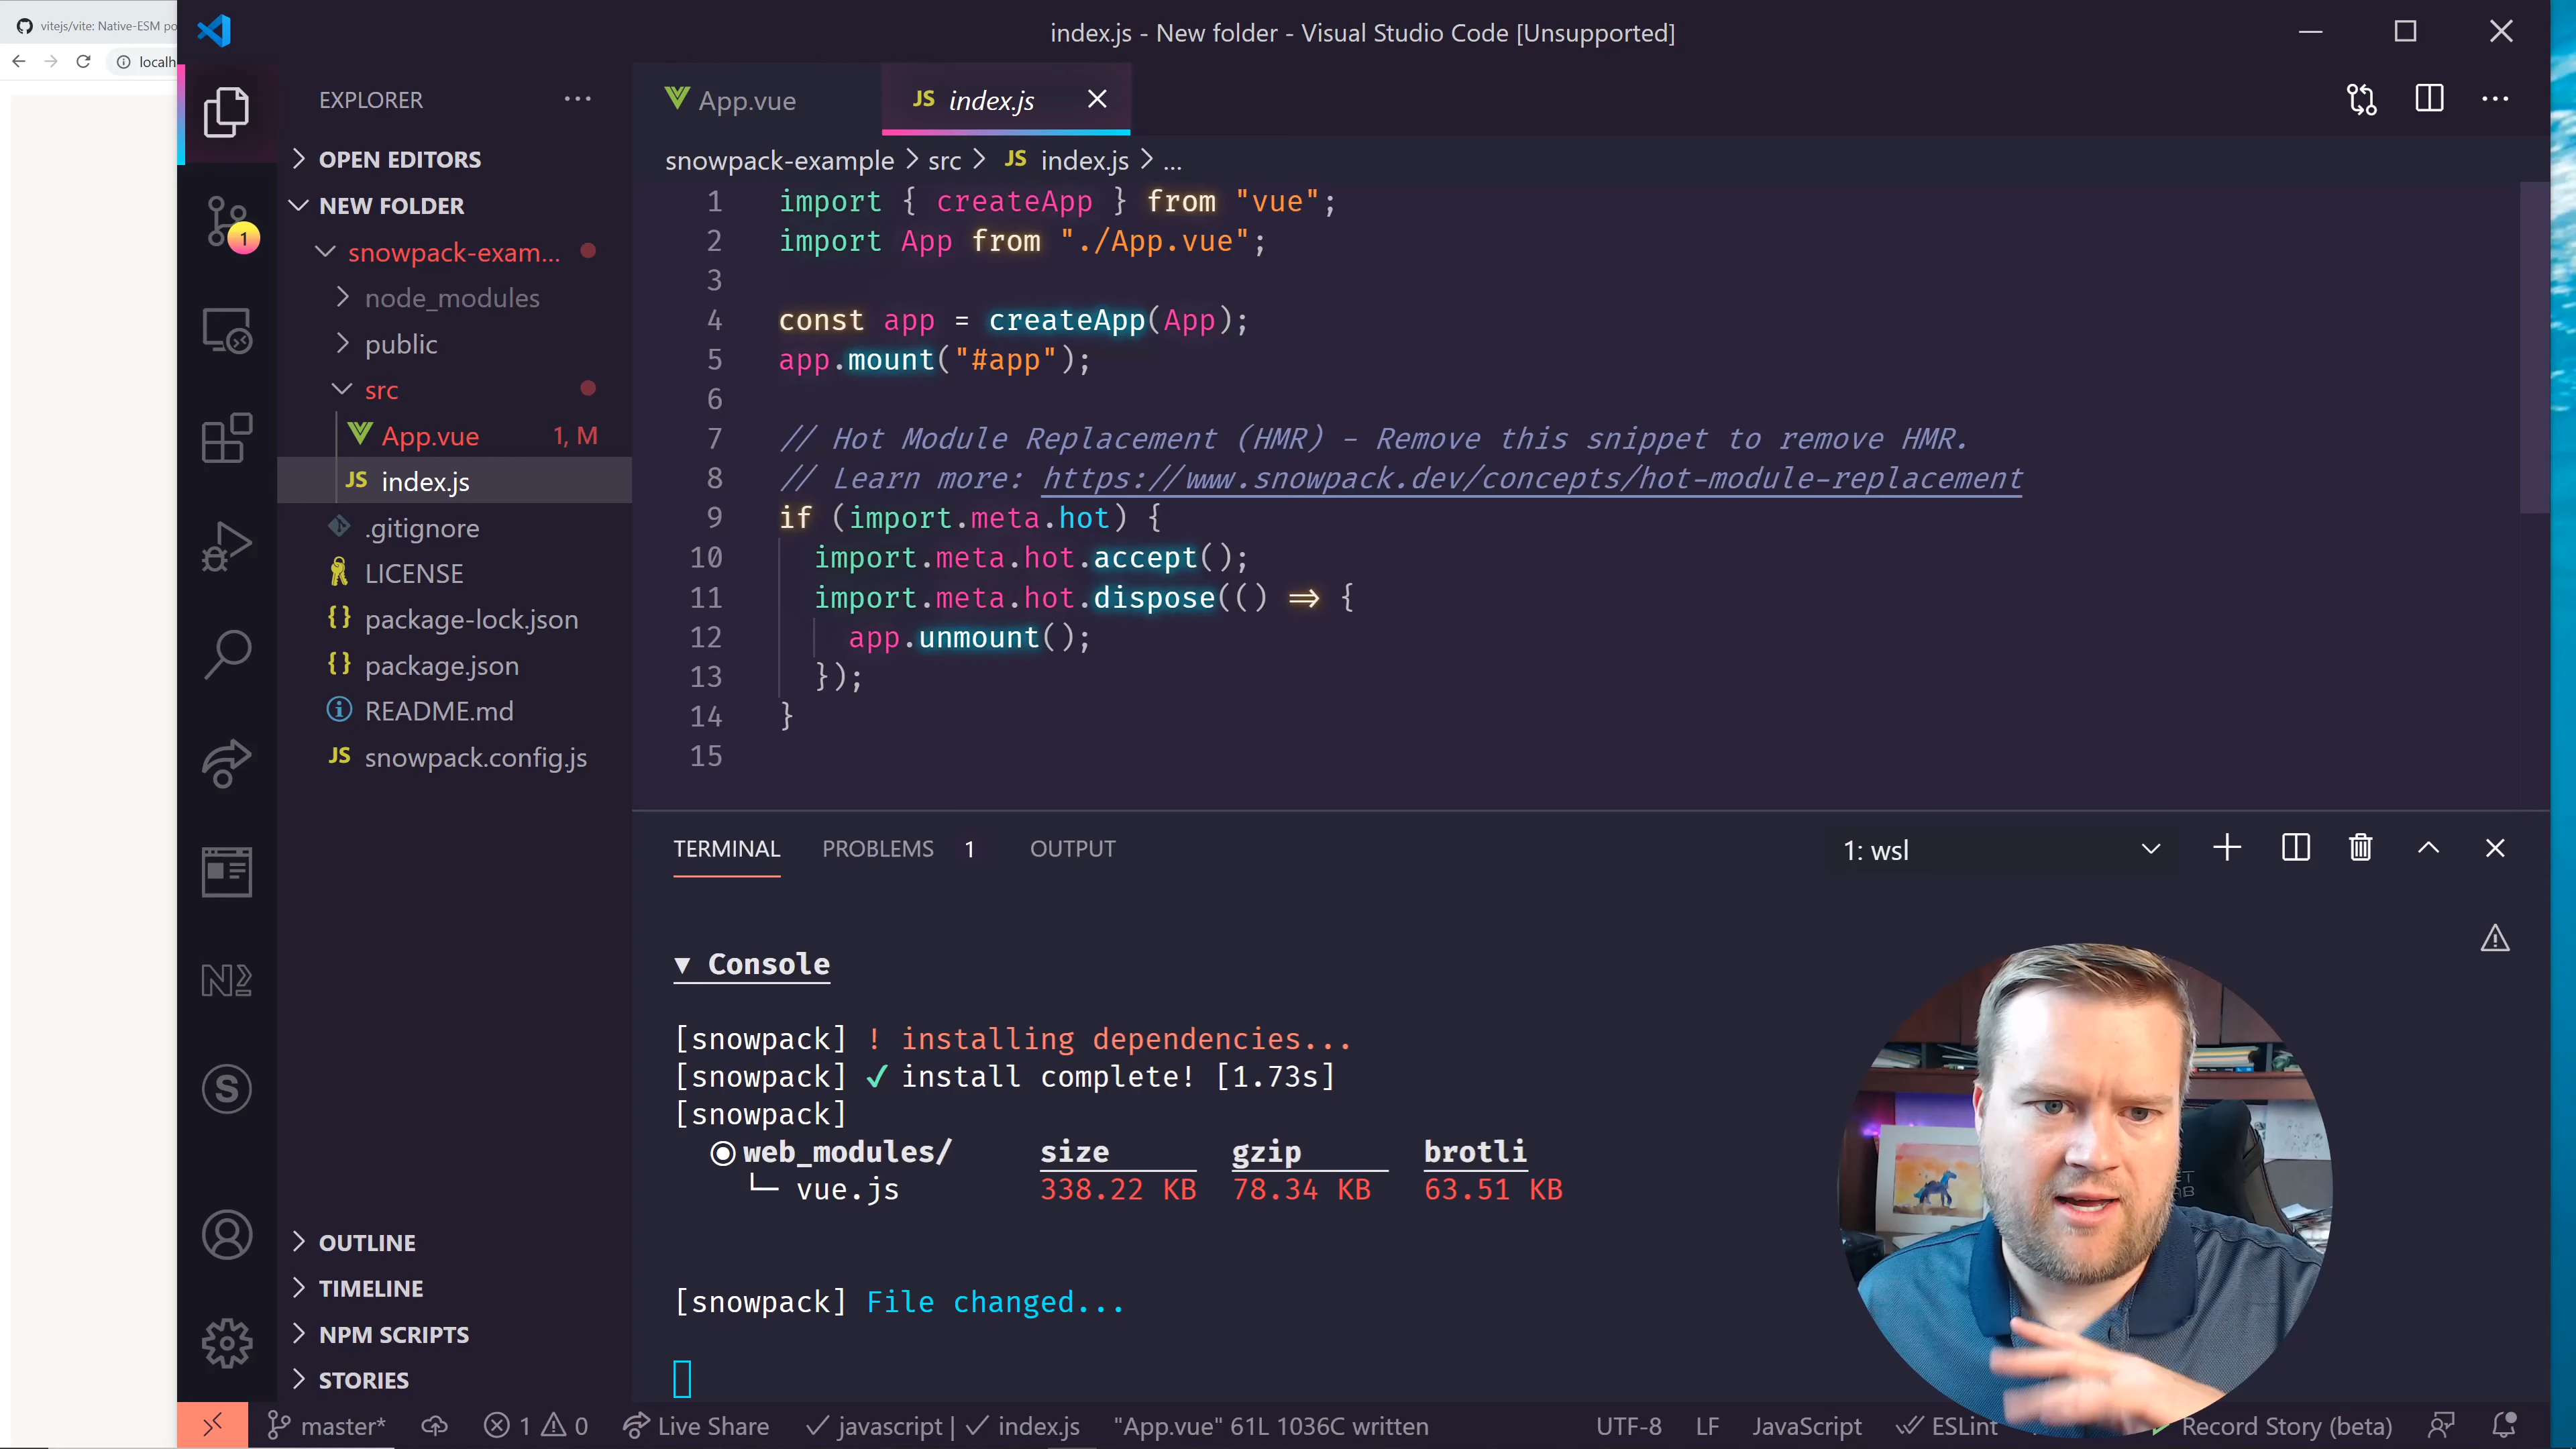 vitejs/vite: Native-ESM po
localh
index.js - New folder - Visual Studio Code [Unsupported]
EXPLORER
OPEN EDITORS
NEW FOLDER
snowpack-exam...
node_modules
public
src
App.vue 1, M
index.js
.gitignore
LICENSE
package-lock.json
package.json
README.md
JS snowpack.config.js
OUTLINE
TIMELINE
NPM SCRIPTS
STORIES
App.vue
JS index.js
snowpack-example > src > JS index.js > ...
1 import { createApp } from "vue";
2 import App from "./App.vue";
3
4 const app = createApp(App);
5 app.mount("#app");
6
7 // Hot Module Replacement (HMR) - Remove this snippet to remove HMR.
8 // Learn more: https://www.snowpack.dev/concepts/hot-module-replacement
9 if (import.meta.hot) {
10 import.meta.hot.accept();
11 import.meta.hot.dispose(() => {
12 app.unmount();
13 });
14 }
15
TERMINAL PROBLEMS 1 OUTPUT 1: wsl
▼ Console
[snowpack] ! installing dependencies...
[snowpack] ✓ install complete! [1.73s]
[snowpack]
web_modules/ size gzip brotli
└─ vue.js 338.22 KB 78.34 KB 63.51 KB
[snowpack] File changed...
master* 1 0 Live Share ✓ javascript | ✓ index.js "App.vue" 61L 1036C written UTF-8 LF JavaScript ESLint Record Story (beta)